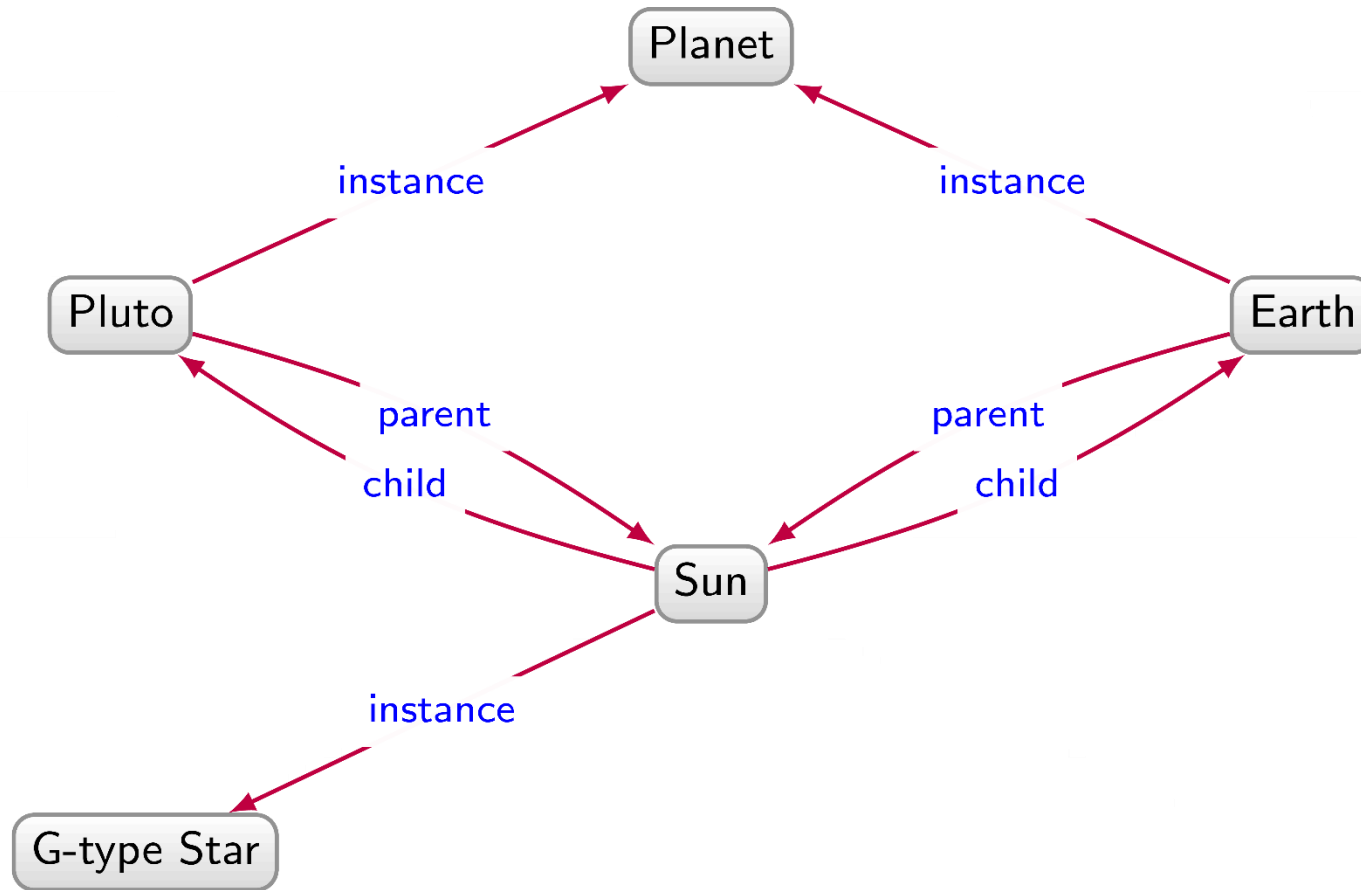 Planet
instance
instance
Pluto
Earth
parent
parent
child
child
Sun
instance
G-type Star